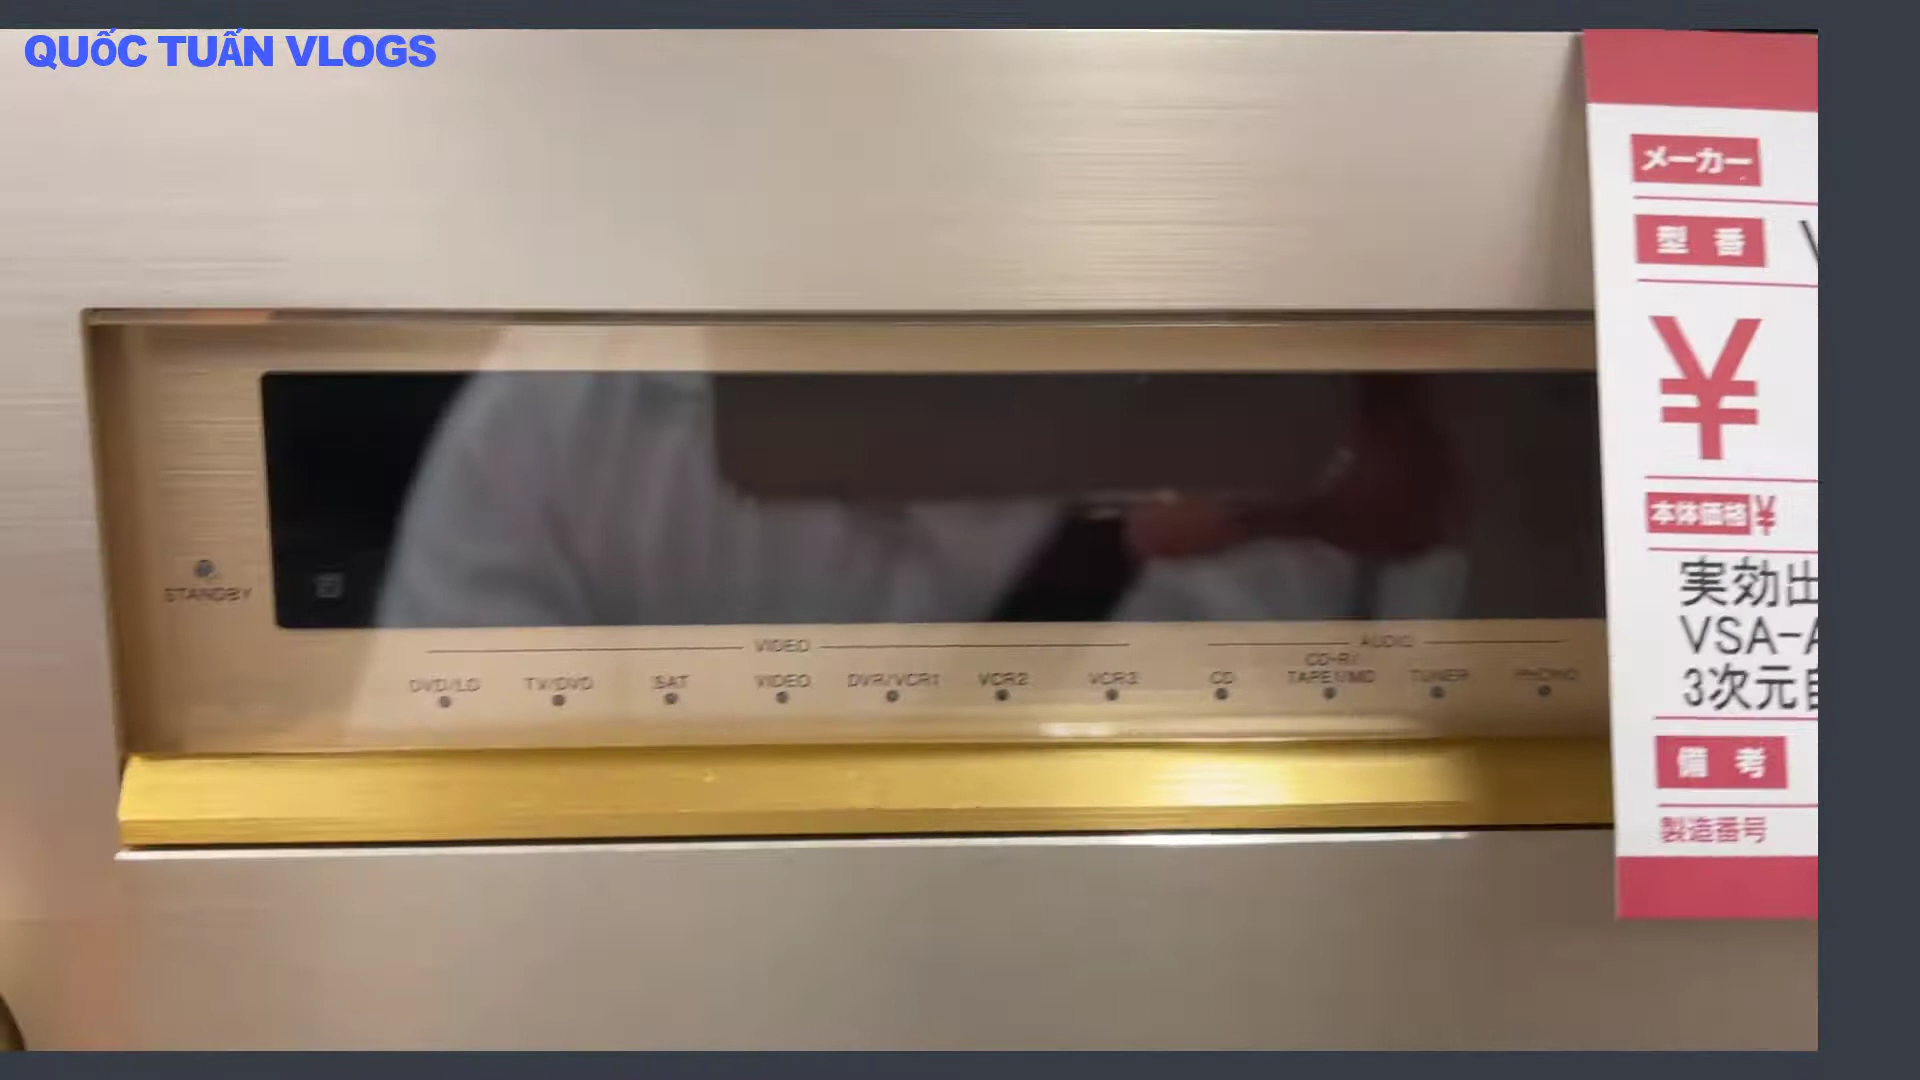 QUỐC TUẤN VLOGS
メーカー
型番
¥
本体価格 ¥
実効出
VSA-A
3次元自
備考
製造番号
STANDBY
VIDEO
DVD/LD TV/DVD SAT VIDEO DVR/VCR1 VCR2 VCR3
AUDIO
CD CD-R/ TAPE1/MD TUNER PHONO